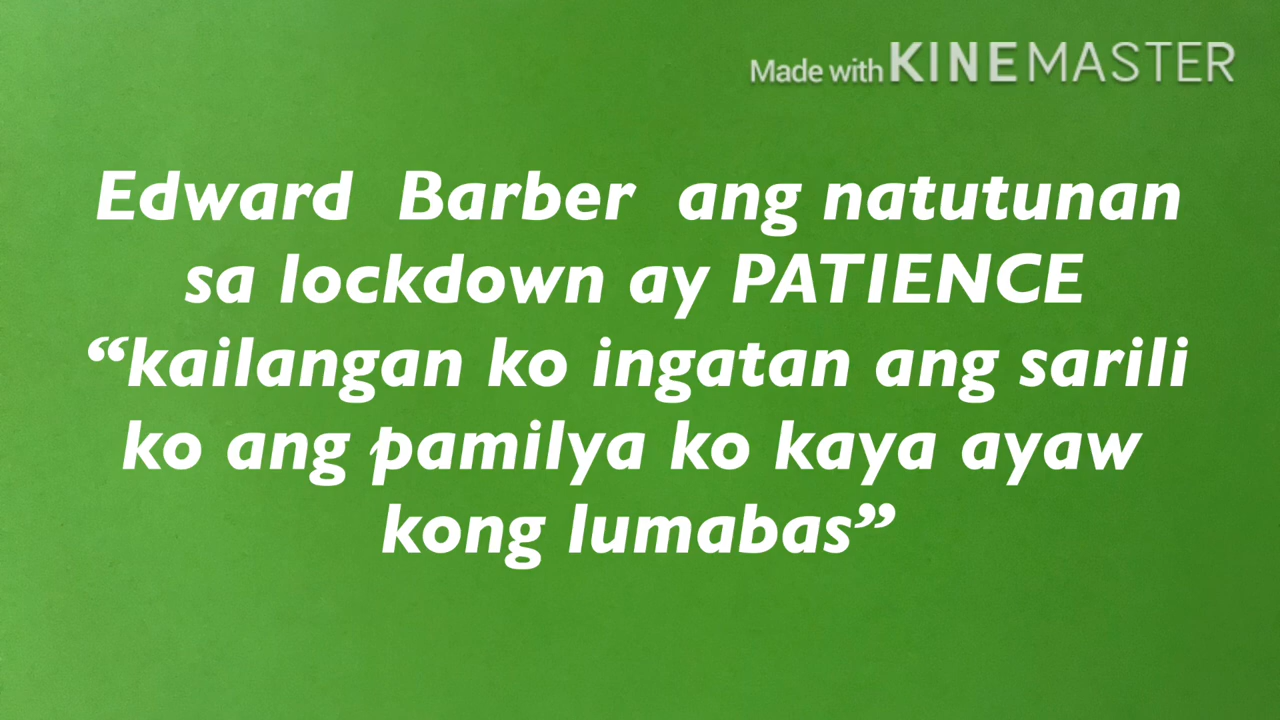 Made with KINEMASTER
Edward Barber ang natutunan
sa lockdown ay PATIENCE
“kailangan ko ingatan ang sarili
ko ang pamilya ko kaya ayaw
kong lumabas”